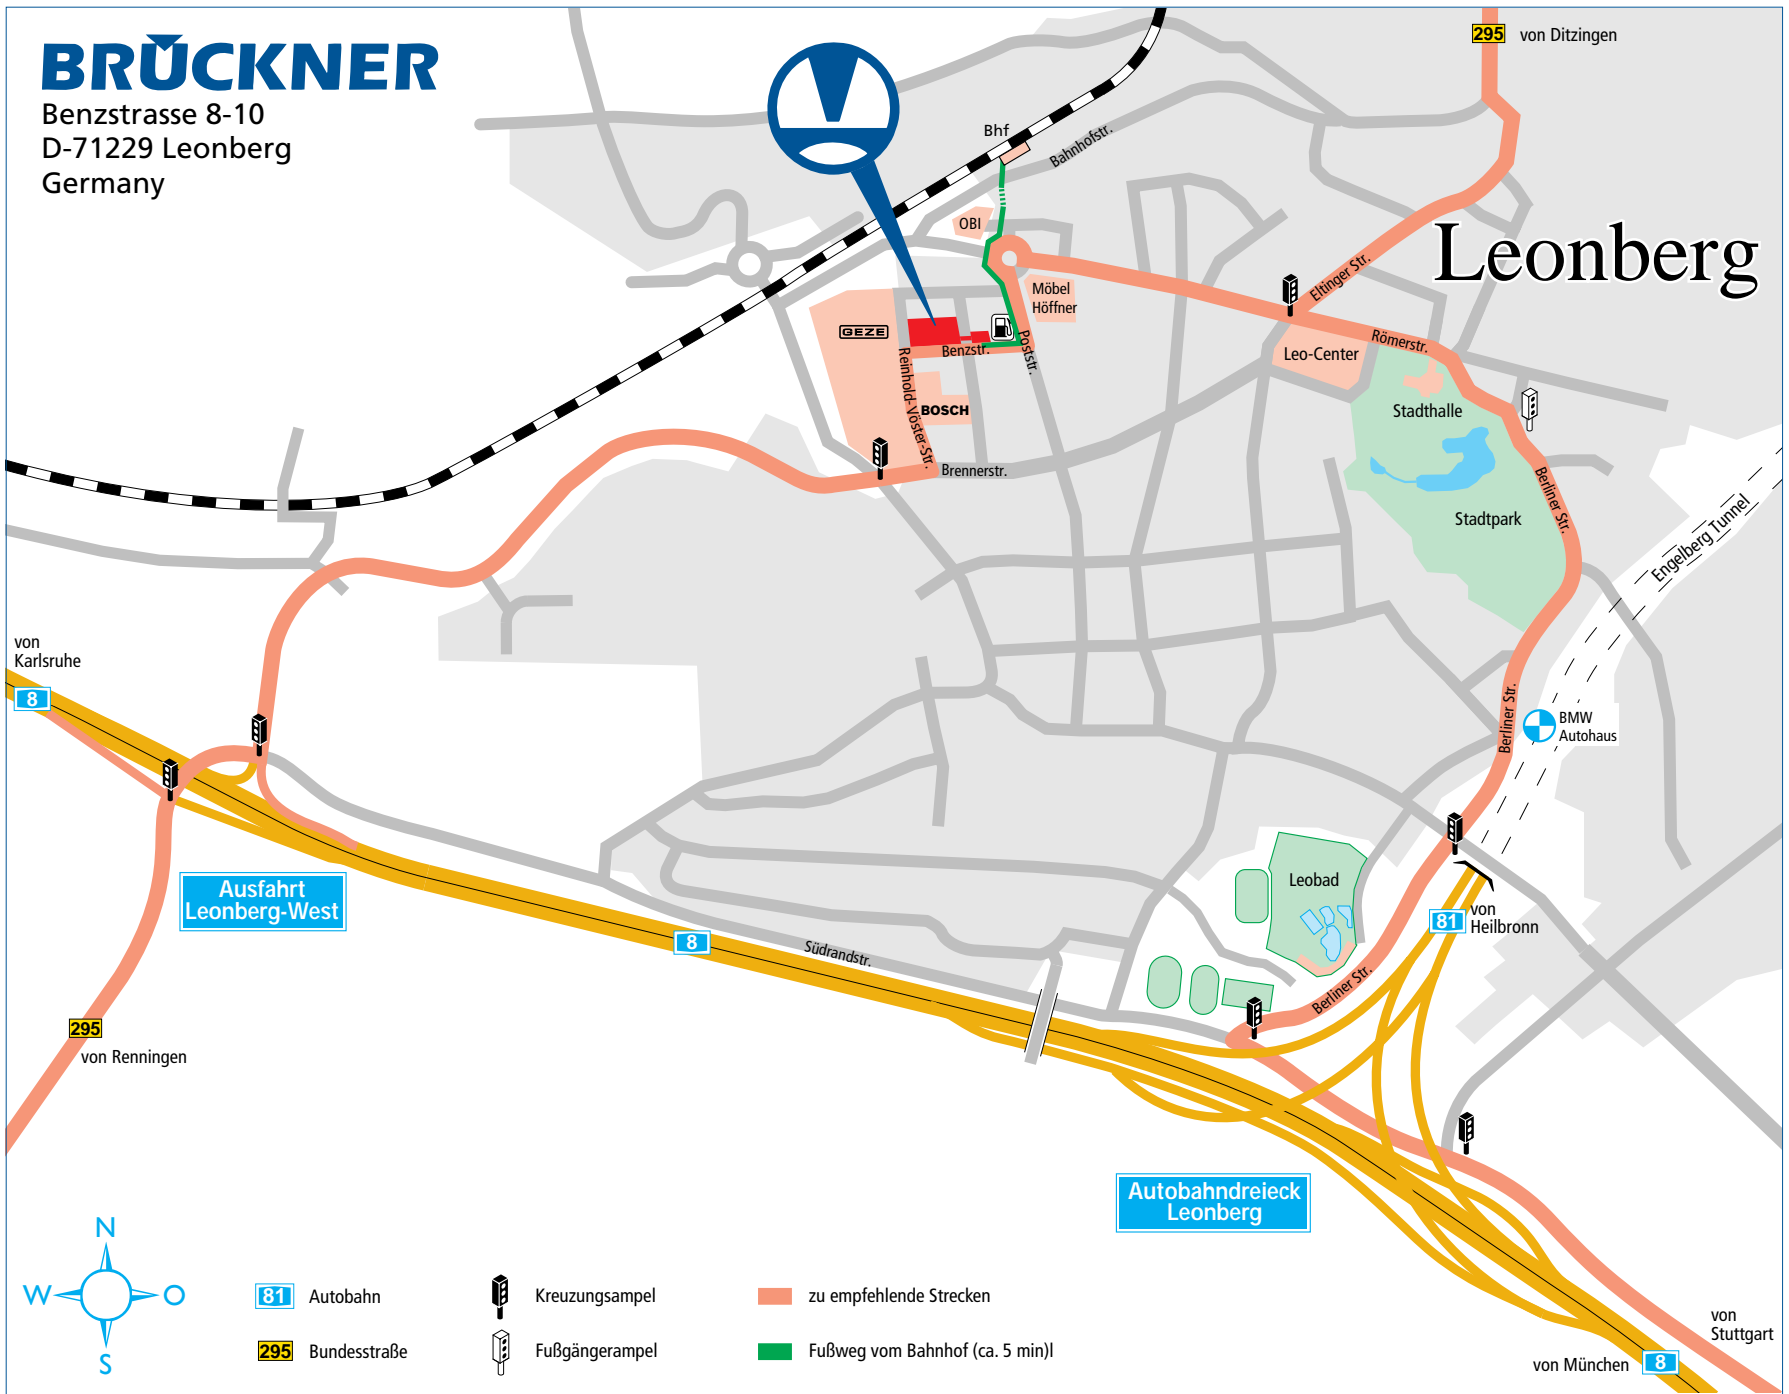 BRÜCKNER
Benzstrasse 8-10
D-71229 Leonberg
Germany
295 von Ditzingen
Bhf
Bahnhofstr.
OBI
Leonberg
Möbel
Höffner
Eltinger Str.
GEZE
Benzstr.
Poststr.
Römerstr.
Leo-Center
Reinhold-Vöster-Str.
BOSCH
Stadthalle
Brennerstr.
Berliner Str.
Stadtpark
Engelberg Tunnel
von
Karlsruhe
8
Berliner Str.
BMW
Autohaus
Ausfahrt
Leonberg-West
Leobad
81
von
Heilbronn
8
Südrandstr.
Berliner Str.
295
von Renningen
Autobahndreieck
Leonberg
N
W O
S
81 Autobahn
295 Bundesstraße
Kreuzungsampel
Fußgängerampel
zu empfehlende Strecken
Fußweg vom Bahnhof (ca. 5 min)l
von
Stuttgart
von München 8